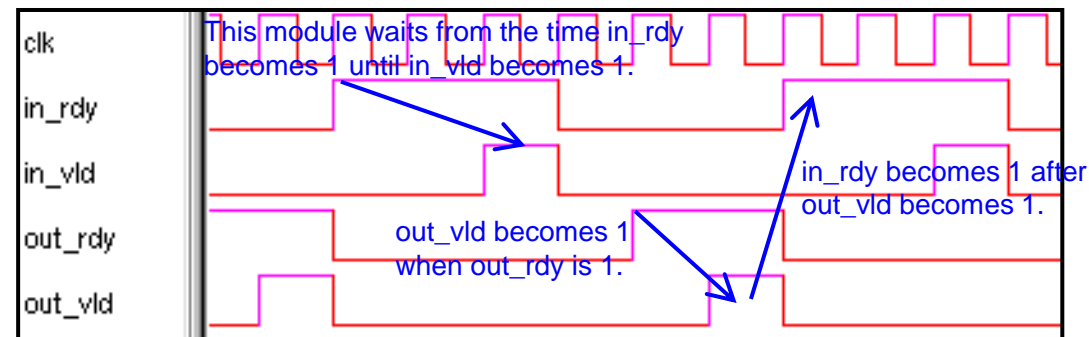 clk
This module waits from the time in_rdy
becomes 1 until in_vld becomes 1.
in_rdy
in_vld
in_rdy becomes 1 after
out_vld becomes 1.
out_rdy
out_vld becomes 1
when out_rdy is 1.
out_vld